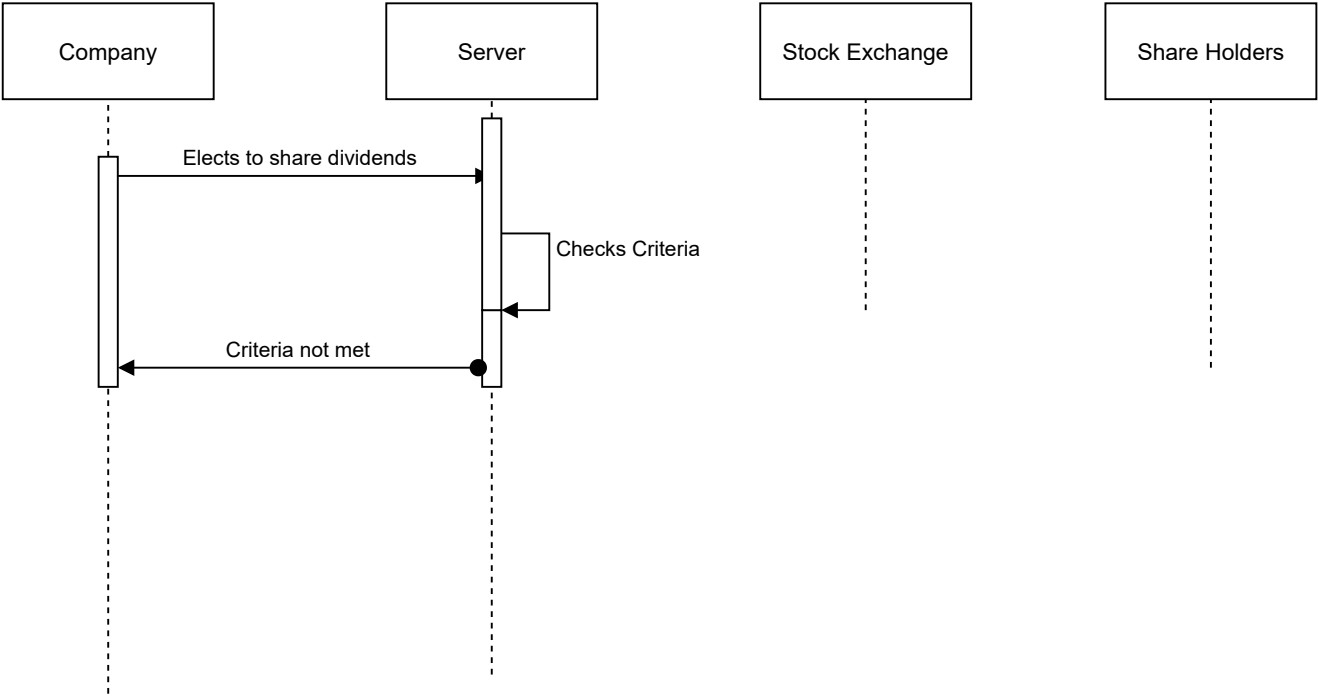 Company
Server
Stock Exchange
Share Holders
Elects to share dividends
Checks Criteria
Criteria not met